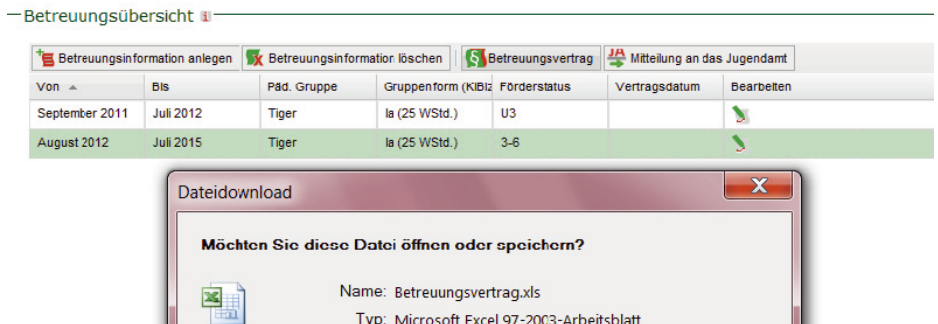 Betreuungsübersicht
Betreuungsinformation anlegen Betreuungsinformation löschen Betreuungsvertrag Mitteilung an das Jugendamt
Von Bis Päd. Gruppe Gruppenform (KiBiz Förderstatus Vertragsdatum Bearbeiten
September 2011 Juli 2012 Tiger Ia (25 WStd.) U3
August 2012 Juli 2015 Tiger Ia (25 WStd.) 3-6
Dateidownload
Möchten Sie diese Datei öffnen oder speichern?
Name: Betreuungsvertrag.xls
Typ: Microsoft Excel 97-2003-Arbeitsblatt